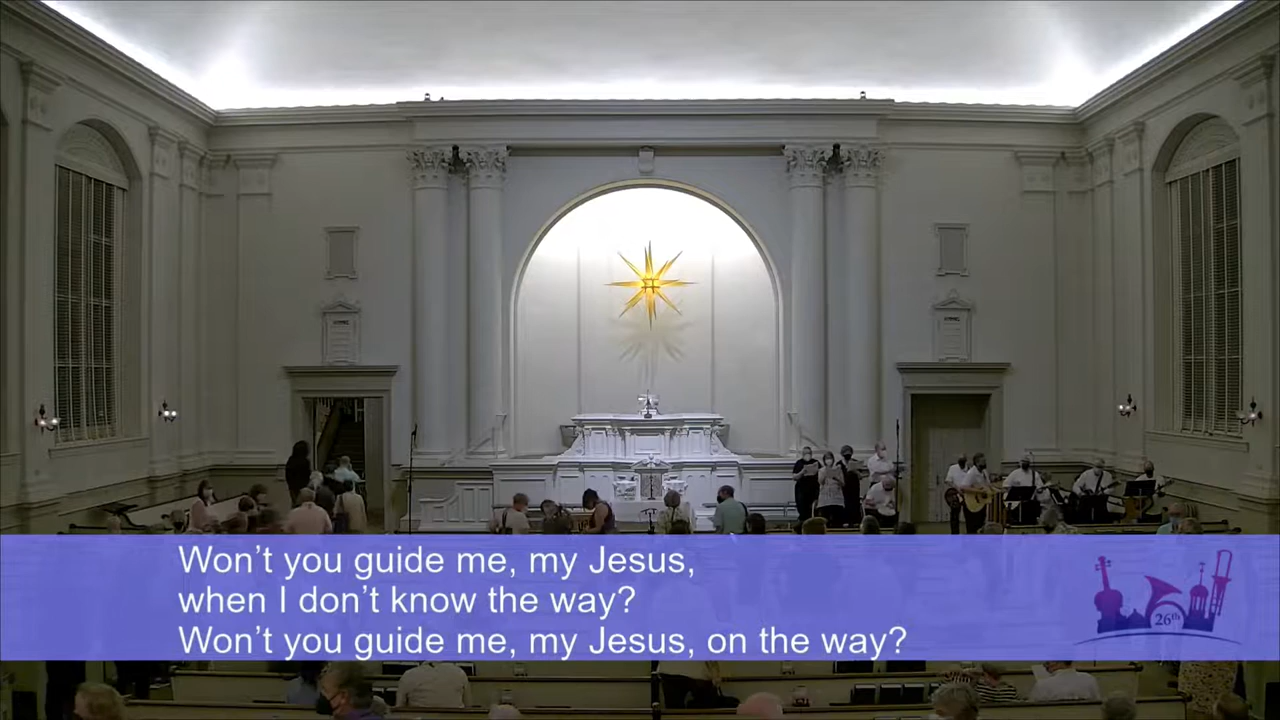 Won't you guide me, my Jesus,
when I don't know the way?
Won't you guide me, my Jesus, on the way?
26th